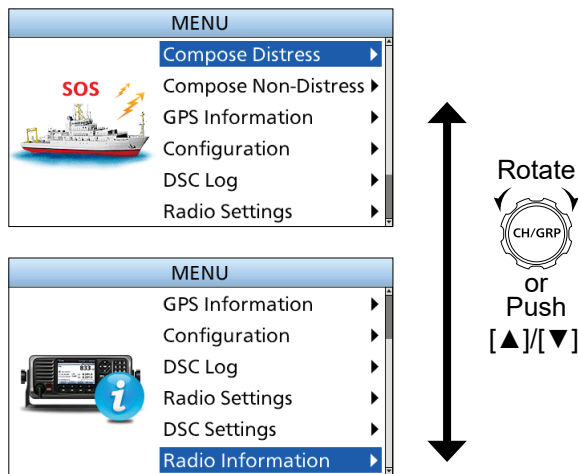 MENU
Compose Distress
Compose Non-Distress
GPS Information
Configuration
DSC Log
Radio Settings
SOS
MENU
GPS Information
Configuration
DSC Log
Radio Settings
DSC Settings
Radio Information
Rotate
CH/GRP
or
Push
[▲]/[▼]